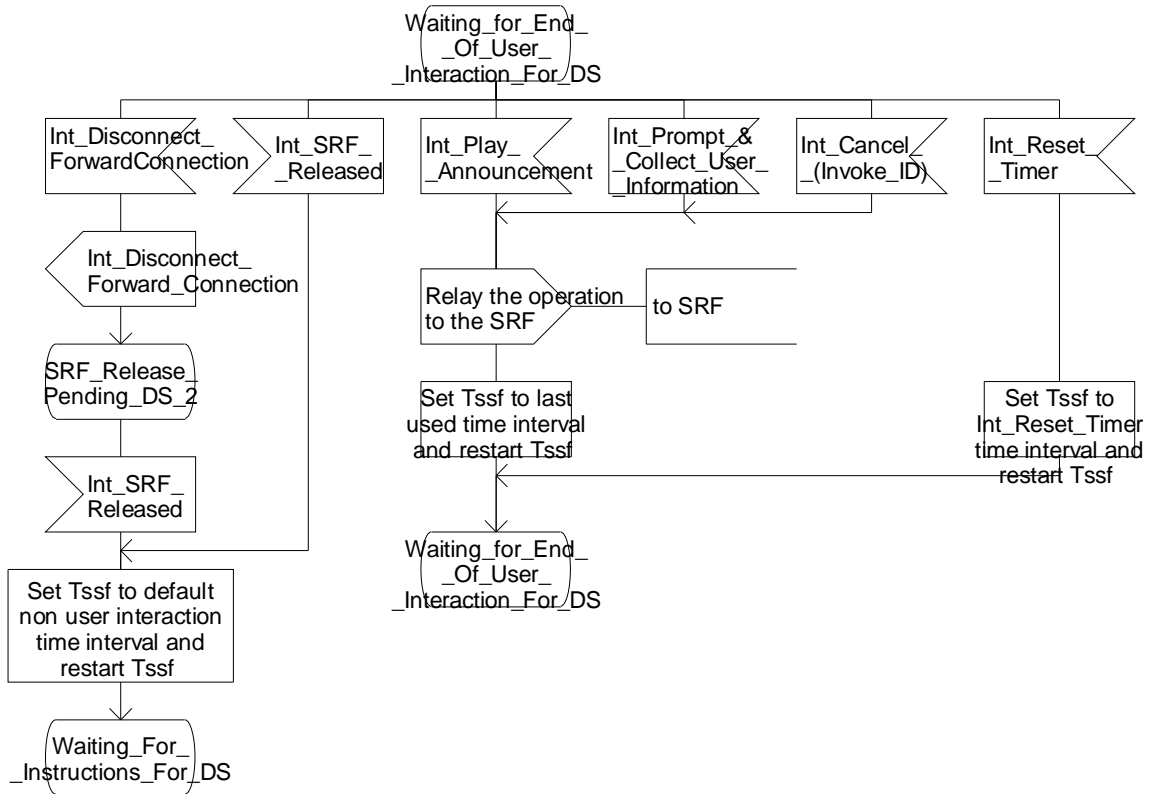 Waiting_for_End_
_Of_User_
_Interaction_For_DS
Int_Disconnect_
ForwardConnection
Int_SRF_
_Released
Int_Play_
_Announcement
Int_Prompt_&
_Collect_User_
_Information
Int_Cancel_
_(Invoke_ID)
Int_Reset_
_Timer
Int_Disconnect_
Forward_Connection
Relay the operation
to the SRF
to SRF
SRF_Release_
Pending_DS_2
Set Tssf to last
used time interval
and restart Tssf
Set Tssf to
Int_Reset_Timer
time interval and
restart Tssf
Int_SRF_
Released
Waiting_for_End_
_Of_User_
_Interaction_For_DS
Set Tssf to default
non user interaction
time interval and
restart Tssf
Waiting_For_
_Instructions_For_DS